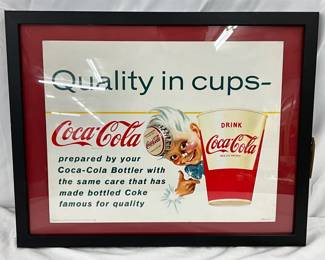 Quality in cups-
Coca-Cola
prepared by your
Coca-Cola Bottler with
the same care that has
made bottled Coke
famous for quality
DRINK
Coca-Cola